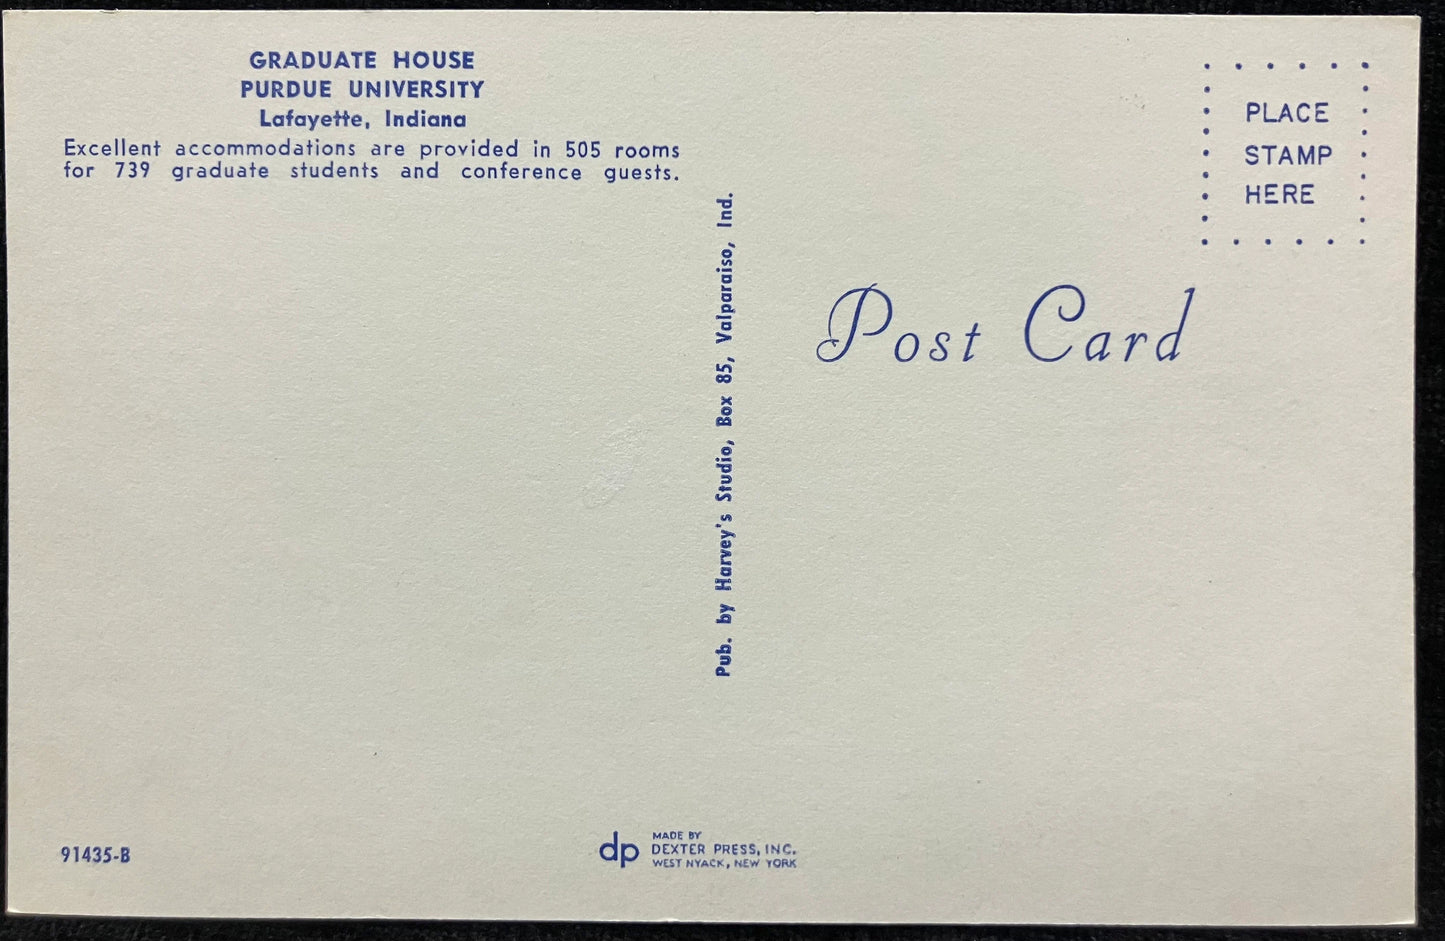 GRADUATE HOUSE
PURDUE UNIVERSITY
Lafayette, Indiana
Excellent accommodations are provided in 505 rooms
for 739 graduate students and conference guests.
Pub. by Harvey's Studio, Box 85, Valparaiso, Ind.
PLACE
STAMP
HERE
Post Card
91435-B
dp
MADE BY
DEXTER PRESS, INC.
WEST NYACK, NEW YORK